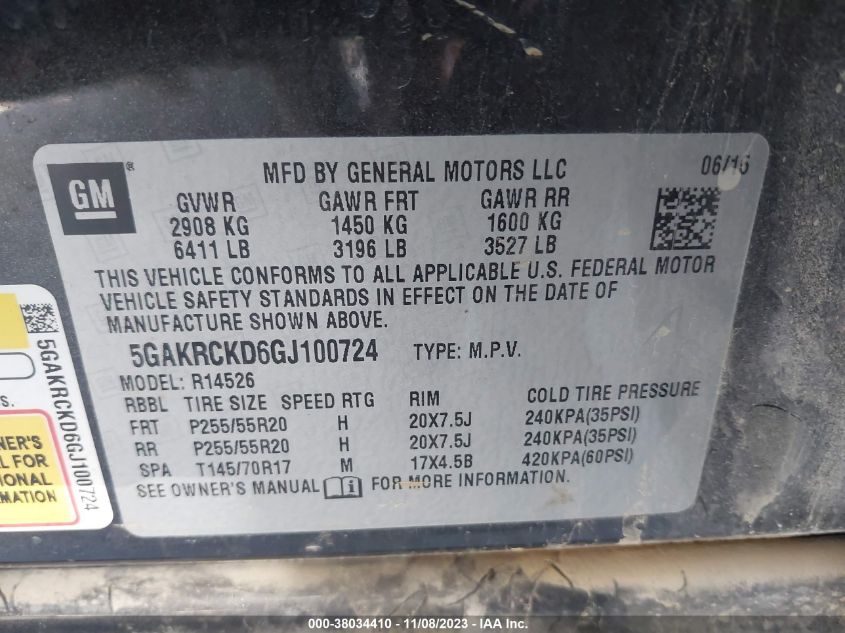 GM ®
MFD BY GENERAL MOTORS LLC 06/16
GVWR GAWR FRT GAWR RR
2908 KG 1450 KG 1600 KG
6411 LB 3196 LB 3527 LB
THIS VEHICLE CONFORMS TO ALL APPLICABLE U.S. FEDERAL MOTOR
VEHICLE SAFETY STANDARDS IN EFFECT ON THE DATE OF
MANUFACTURE SHOWN ABOVE.
5GAKRCKD6GJ100724 TYPE: M.P.V.
MODEL: R14526
RBBL TIRE SIZE SPEED RTG RIM COLD TIRE PRESSURE
FRT P255/55R20 H 20X7.5J 240KPA(35PSI)
RR P255/55R20 H 20X7.5J 240KPA(35PSI)
SPA T145/70R17 M 17X4.5B 420KPA(60PSI)
SEE OWNER'S MANUAL i FOR MORE INFORMATION.
5GAKRCKD6GJ100724
S.
NER'S
L FOR
IONAL
MATION
000-38034410 — 11/08/2023 — IAA Inc.